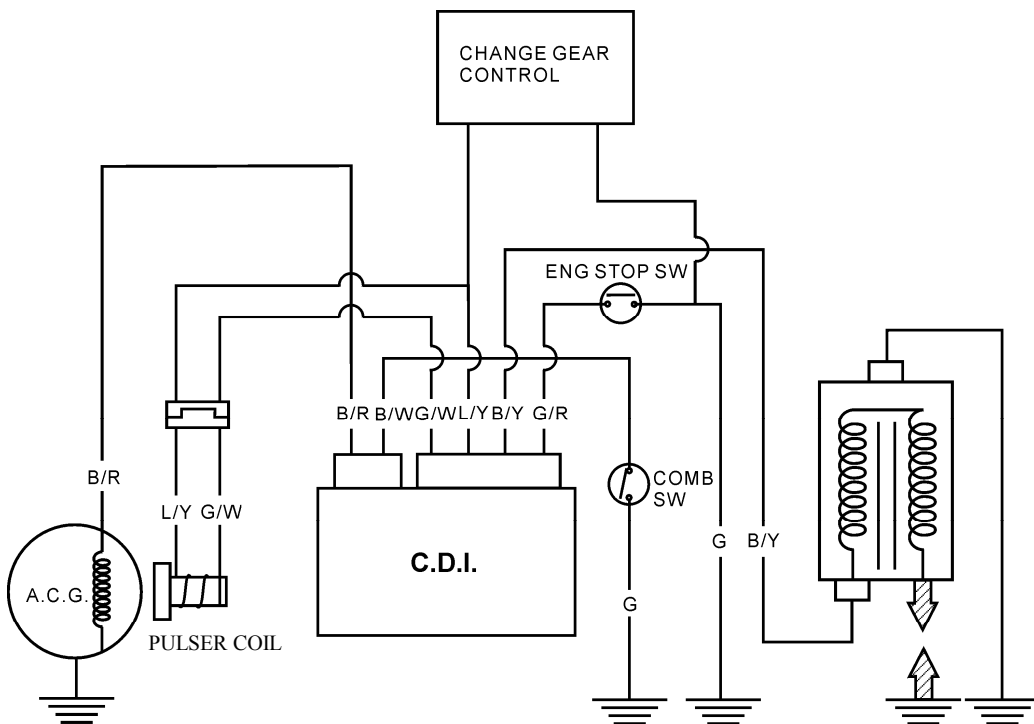 CHANGE GEAR
CONTROL
ENG STOP SW
B/R B/W G/W L/Y B/Y G/R
B/R
COMB
SW
L/Y G/W
G B/Y
C.D.I.
A.C.G.
G
PULSER COIL